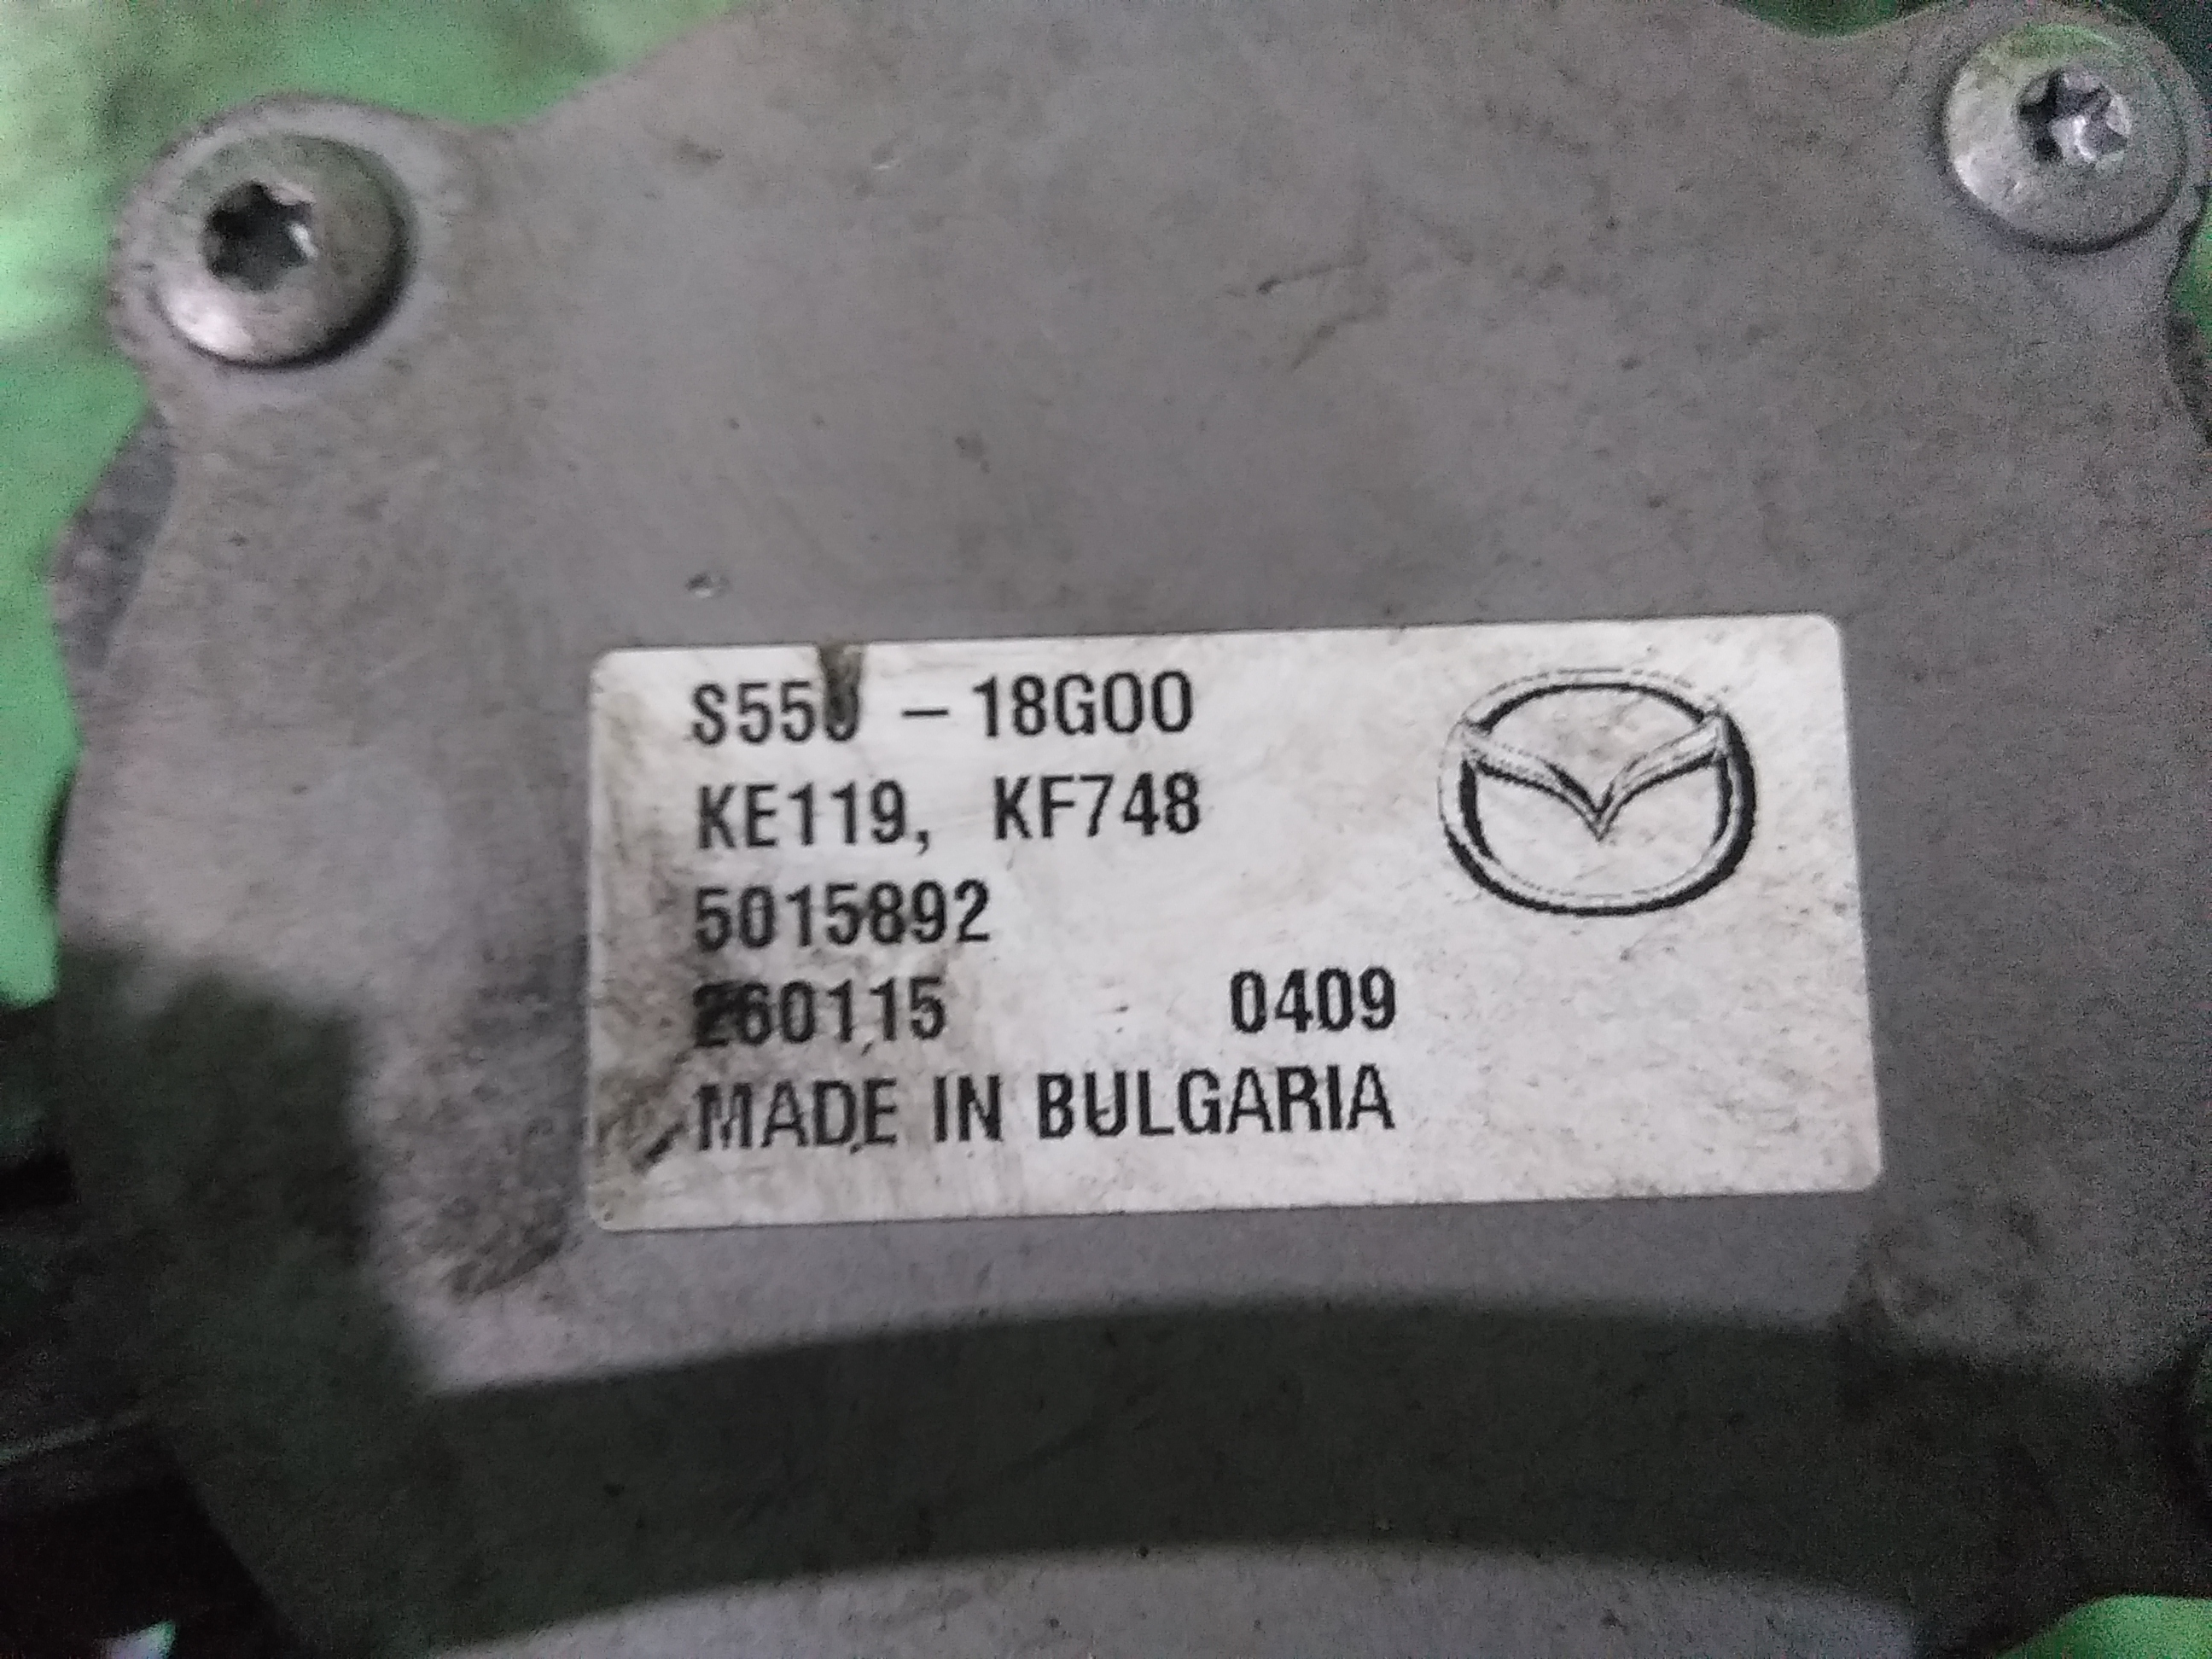 S550 -18G00
KE119, KF748
5015892
260115 0409
MADE IN BULGARIA